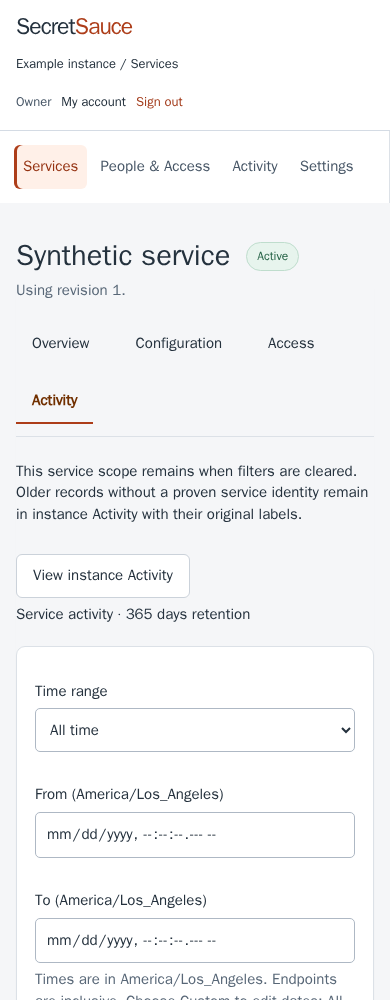 SecretSauce
Example instance / Services
Owner My account Sign out
Services People & Access Activity Settings
Synthetic service Active
Using revision 1.
Overview Configuration Access
Activity
This service scope remains when filters are cleared.
Older records without a proven service identity remain
in instance Activity with their original labels.
View instance Activity
Service activity · 365 days retention
Time range
All time
From (America/Los_Angeles)
mm/dd/yyyy, --:--:--.--- --
To (America/Los_Angeles)
mm/dd/yyyy, --:--:--.--- --
Times are in America/Los_Angeles. Endpoints
are inclusive. Choose Custom to edit dates; All